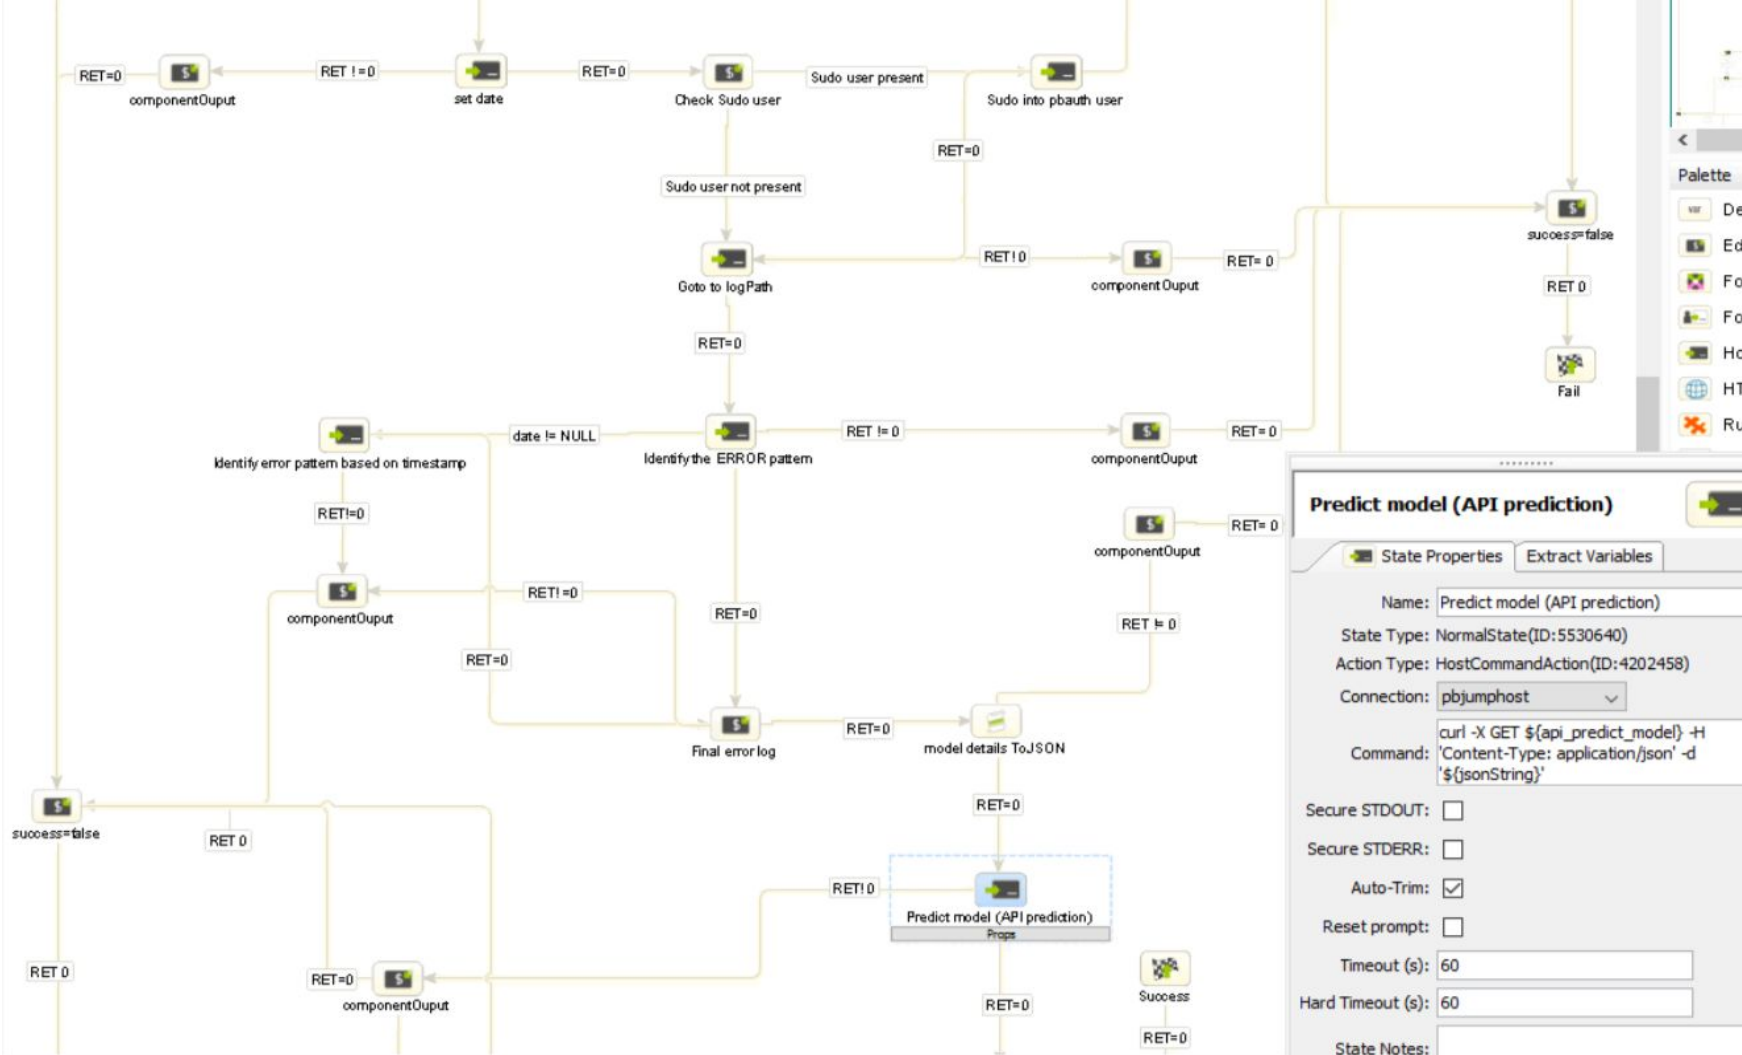 RET=0
componentOuput
RET !=0
set date
RET=0
Check Sudo user
Sudo user present
Sudo into pbauth user
RET=0
Sudo user not present
Goto to logPath
RET!0
componentOuput
RET= 0
success=false
RET 0
Fail
RET=0
Identify error pattern based on timestamp
date != NULL
Identify the ERROR pattern
RET != 0
componentOuput
RET= 0
RET!=0
componentOuput
RET= 0
componentOuput
RET! =0
RET=0
RET != 0
RET=0
Final error log
RET=0
model details ToJSON
RET=0
success=false
RET 0
RET!0
Predict model (API prediction)
Props
RET 0
RET=0
componentOuput
RET=0
Success
RET=0
<
Palette
var
De
$
Ed
Fo
Fo
Ho
HT
Ru
Predict model (API prediction)
State Properties
Extract Variables
Name: Predict model (API prediction)
State Type: NormalState(ID:5530640)
Action Type: HostCommandAction(ID:4202458)
Connection: pbjumphost
Command: curl -X GET ${api_predict_model} -H
'Content-Type: application/json' -d
'${jsonString}'
Secure STDOUT:
Secure STDERR:
Auto-Trim:
Reset prompt:
Timeout (s): 60
Hard Timeout (s): 60
State Notes: